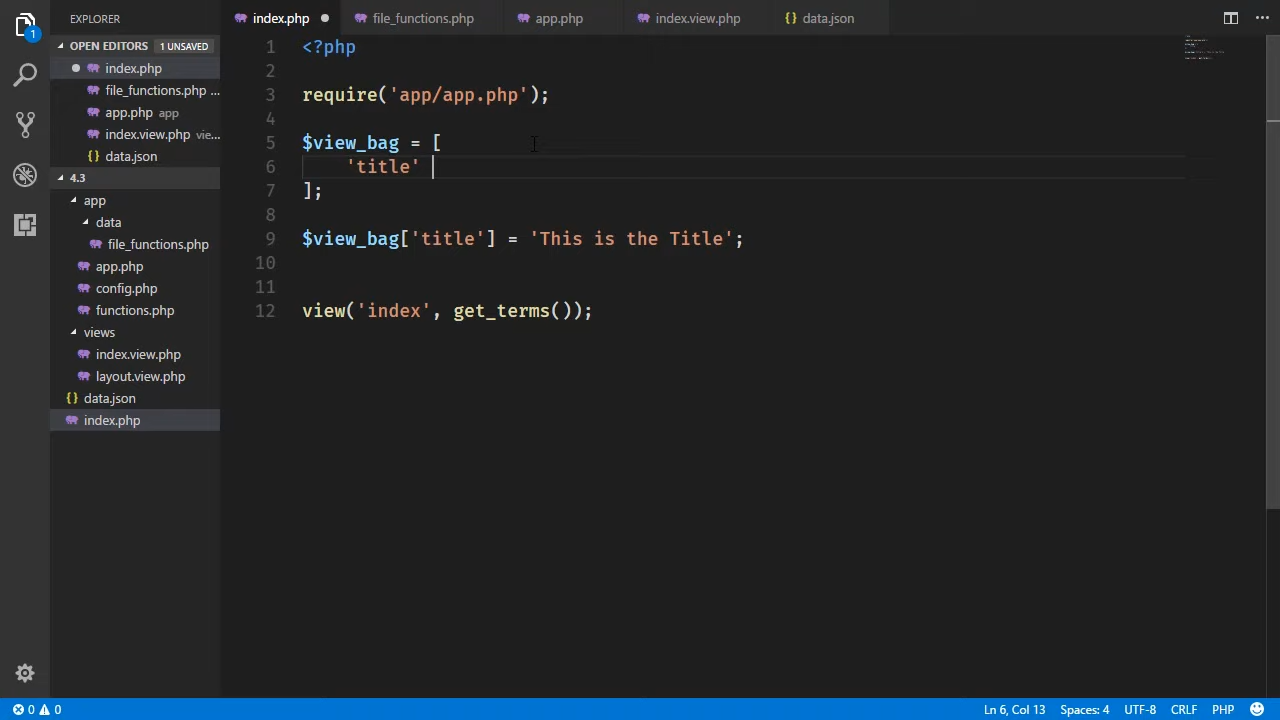 EXPLORER
OPEN EDITORS 1 UNSAVED
index.php
file_functions.php ...
app.php app
index.view.php vie...
data.json
4.3
app
data
file_functions.php
app.php
config.php
functions.php
views
index.view.php
layout.view.php
data.json
index.php
1
index.php file_functions.php app.php index.view.php data.json
1 <?php
2
3 require('app/app.php');
4
5 $view_bag = [
6 'title'
7 ];
8
9 $view_bag['title'] = 'This is the Title';
10
11
12 view('index', get_terms());
0 0 Ln 6, Col 13 Spaces: 4 UTF-8 CRLF PHP